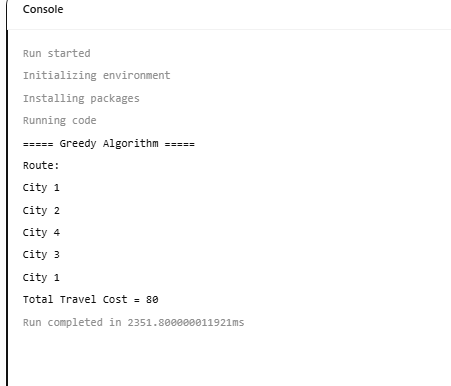 Console
Run started
Initializing environment
Installing packages
Running code
===== Greedy Algorithm =====
Route:
City 1
City 2
City 4
City 3
City 1
Total Travel Cost = 80
Run completed in 2351.800000011921ms